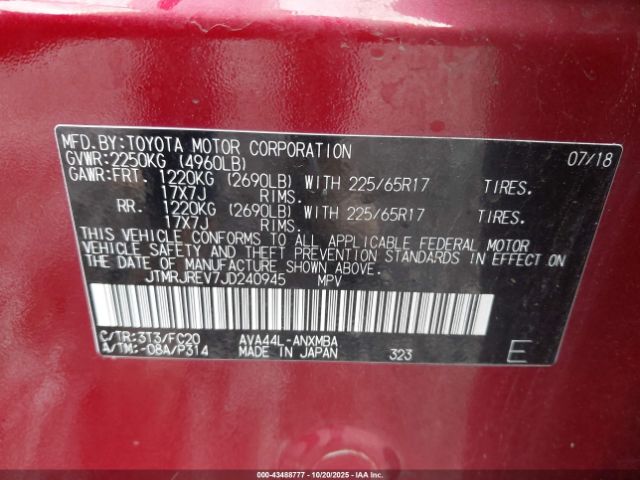 MFD.BY:TOYOTA MOTOR CORPORATION 07/18
GVWR:2250KG (4960LB)
GAWR:FRT. 1220KG (2690LB) WITH 225/65R17 TIRES.
17X7J RIMS.
RR. 1220KG (2690LB) WITH 225/65R17 TIRES.
17X7J RIMS.
THIS VEHICLE CONFORMS TO ALL APPLICABLE FEDERAL MOTOR
VEHICLE SAFETY AND THEFT PREVENTION STANDARDS IN EFFECT ON
THE DATE OF MANUFACTURE SHOWN ABOVE.
JTMRJREV7JD240945 MPV
C/TR:3T3/FC20 AVA44L-ANXMBA
A/TM:-08A/P314 MADE IN JAPAN 323 E
000-43488777 - 10/20/2025 - IAAI.COM